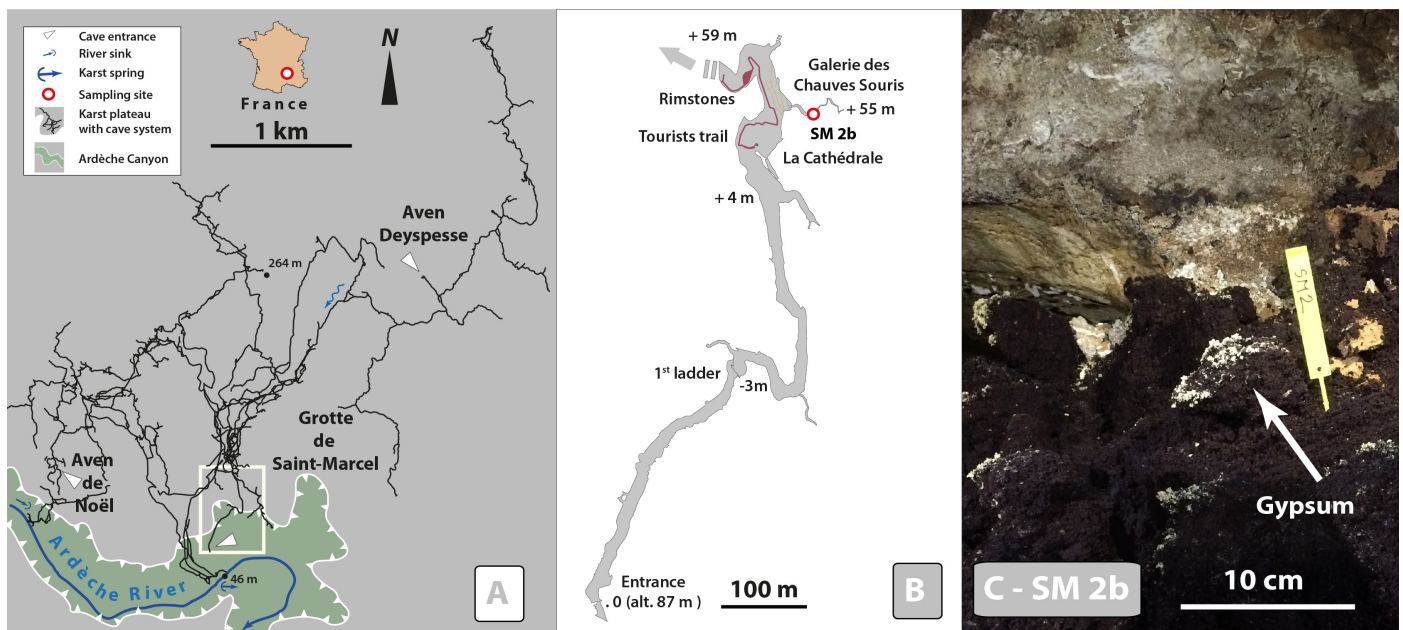 Cave entrance
River sink
Karst spring
Sampling site
Karst plateau
with cave system
Ardèche Canyon
France
1 km
N
Aven
Deyspesse
264 m
Grotte
de
Saint-Marcel
Aven
de
Noël
Ardèche River
46 m
A
+ 59 m
Galerie des
Chauves Souris
Rimstones
+ 55 m
SM 2b
Tourists trail
La Cathédrale
+ 4 m
1st ladder
-3m
Entrance
. 0 (alt. 87 m )
100 m
B
SM2
Gypsum
C - SM 2b
10 cm